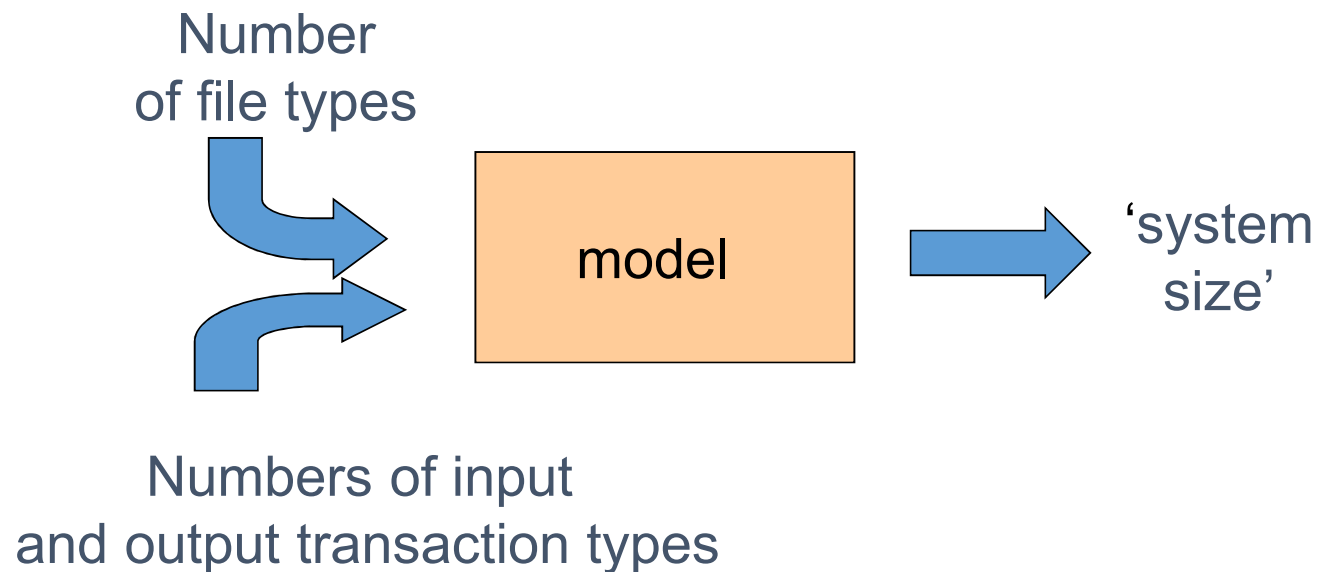 Number
of file types
model
‘system
size’
Numbers of input
and output transaction types